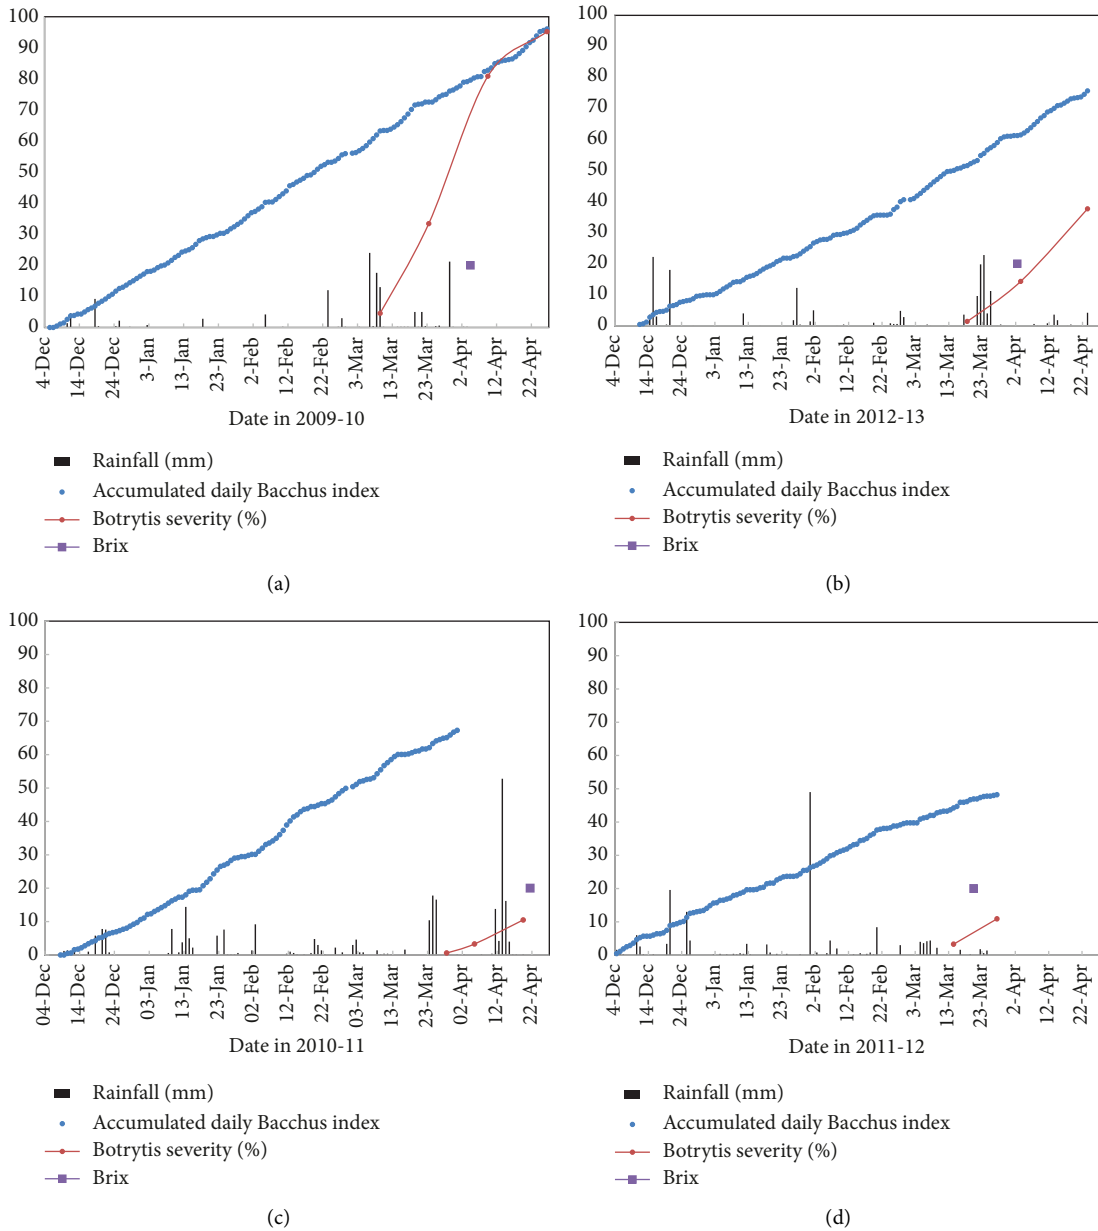 100
90
80
70
60
50
40
30
20
10
0
4-Dec 14-Dec 24-Dec 3-Jan 13-Jan 23-Jan 2-Feb 12-Feb 22-Feb 3-Mar 13-Mar 23-Mar 2-Apr 12-Apr 22-Apr
Date in 2009-10
Rainfall (mm)
Accumulated daily Bacchus index
Botrytis severity (%)
Brix
(a)
100
90
80
70
60
50
40
30
20
10
0
4-Dec 14-Dec 24-Dec 3-Jan 13-Jan 23-Jan 2-Feb 12-Feb 22-Feb 3-Mar 13-Mar 23-Mar 2-Apr 12-Apr 22-Apr
Date in 2012-13
Rainfall (mm)
Accumulated daily Bacchus index
Botrytis severity (%)
Brix
(b)
100
90
80
70
60
50
40
30
20
10
0
04-Dec 14-Dec 24-Dec 03-Jan 13-Jan 23-Jan 02-Feb 12-Feb 22-Feb 03-Mar 13-Mar 23-Mar 02-Apr 12-Apr 22-Apr
Date in 2010-11
Rainfall (mm)
Accumulated daily Bacchus index
Botrytis severity (%)
Brix
(c)
100
90
80
70
60
50
40
30
20
10
0
4-Dec 14-Dec 24-Dec 3-Jan 13-Jan 23-Jan 2-Feb 12-Feb 22-Feb 3-Mar 13-Mar 23-Mar 2-Apr 12-Apr 22-Apr
Date in 2011-12
Rainfall (mm)
Accumulated daily Bacchus index
Botrytis severity (%)
Brix
(d)